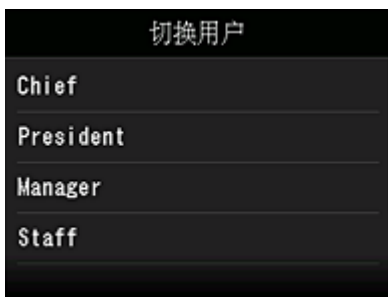 切换用户
Chief
President
Manager
Staff